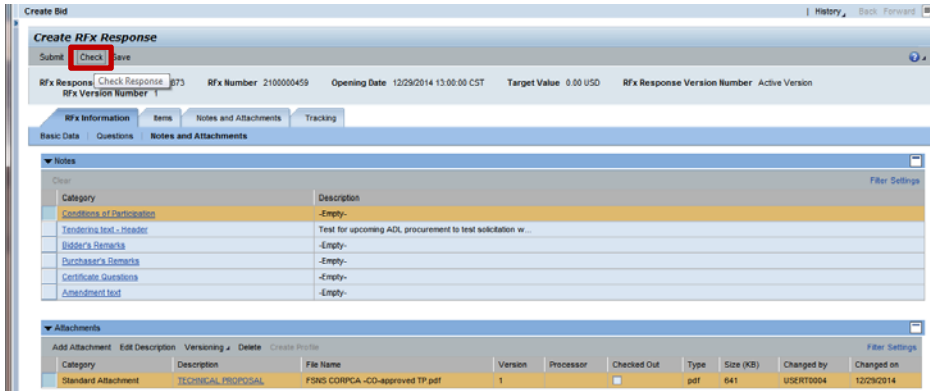 Create Bid | History Back Forward
Create RFx Response
Submit Check Save
RFx Respons 873 RFx Number 2100000459 Opening Date 12/29/2014 13:00:00 CST Target Value 0.00 USD RFx Response Version Number Active Version
Check Response
RFx Version Number 1
RFx Information Items Notes and Attachments Tracking
Basic Data | Questions | Notes and Attachments
Notes
Clear Filter Settings
Category Description
Conditions of Participation -Empty-
Tendering text - Header Test for upcoming ADL procurement to test solicitation w...
Bidder's Remarks -Empty-
Purchaser's Remarks -Empty-
Certificate Questions -Empty-
Amendment text -Empty-
Attachments
Add Attachment Edit Description Versioning Delete Create Profile Filter Settings
Category Description File Name Version Processor Checked Out Type Size (KB) Changed by Changed on
Standard Attachment TECHNICAL PROPOSAL FSNS CORPCA -CO-approved TP.pdf 1 pdf 641 USERT0004 12/29/2014